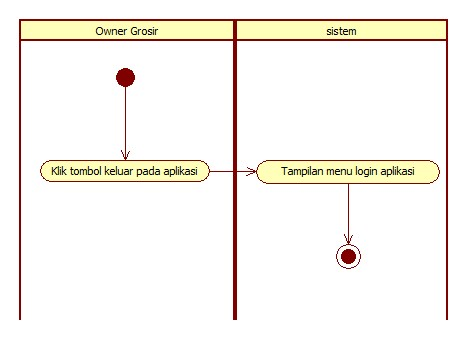 Owner Grosir
sistem
Klik tombol keluar pada aplikasi
Tampilan menu login aplikasi